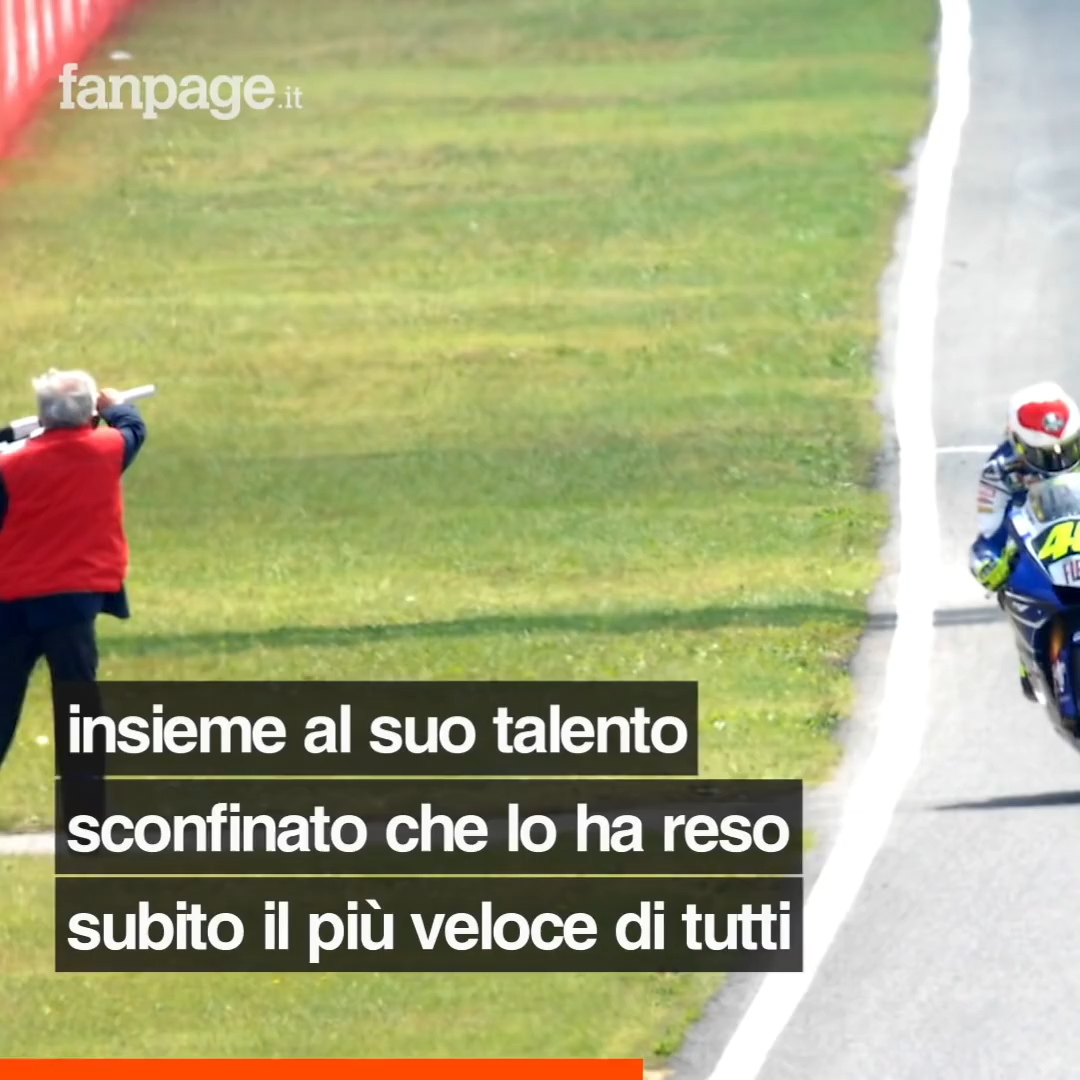 fanpage.it
insieme al suo talento
sconfinato che lo ha reso
subito il più veloce di tutti